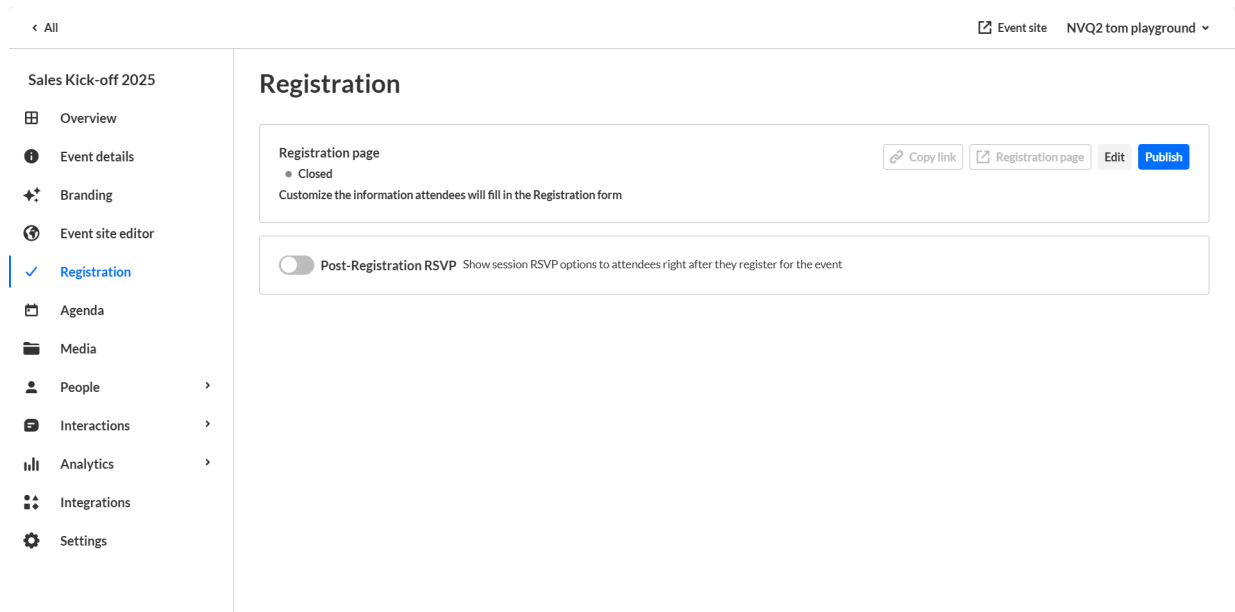 All
Event site
NVQ2 tom playground
Sales Kick-off 2025
Overview
Event details
Branding
Event site editor
Registration
Agenda
Media
People
Interactions
Analytics
Integrations
Settings
Registration
Registration page
Closed
Customize the information attendees will fill in the Registration form
Copy link
Registration page
Edit
Publish
Post-Registration RSVP Show session RSVP options to attendees right after they register for the event